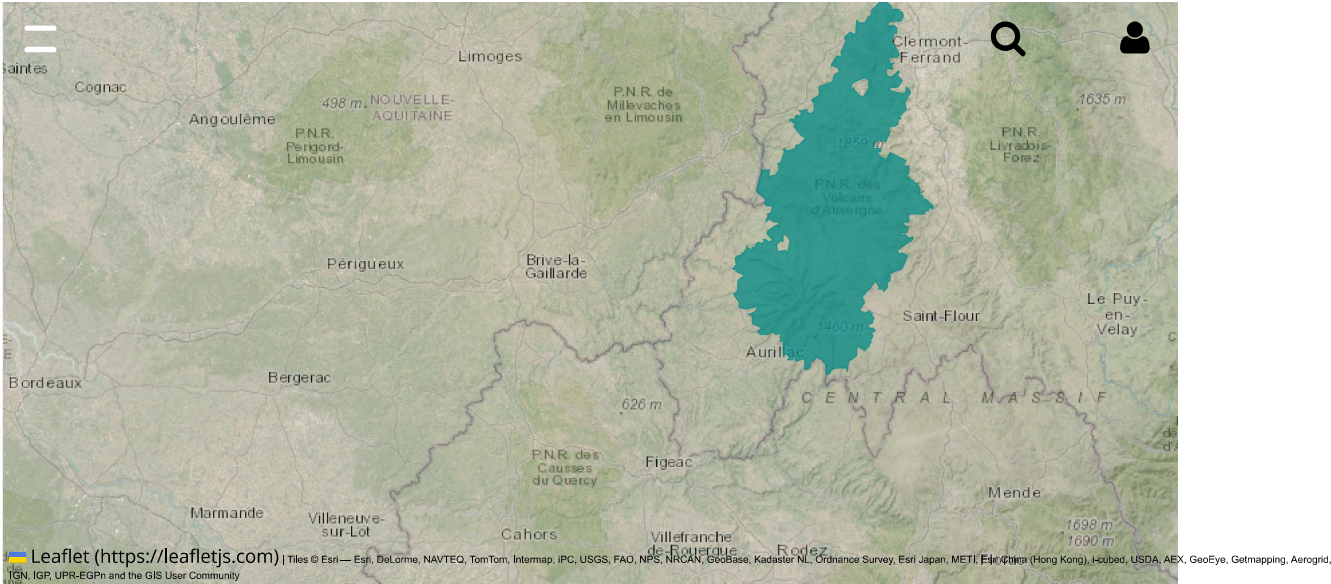 Clermont-
Ferrand
Limoges
Saintes
Cognac
P.N.R. de
Millevaches
en Limousin
498 m
NOUVELLE-
AQUITAINE
1635 m
Angoulême
P.N.R.
Perigord-
Limousin
P.N.R.
Livradois-
Forez
1859 m
P.N.R. des
Volcans
d'Auvergne
Périgueux
Brive-la-
Gaillarde
Le Puy-
en-
Velay
Saint-Flour
1460 m
Aurillac
Bordeaux
Bergerac
CENTRAL MASSIF
626 m
P.N.R. des
Causses
du Quercy
Figeac
Mende
Marmande
Villeneuve-
sur-Lot
Cahors
1698 m
1690 m
Villefranche
de-Rouergue
Rodez
Leaflet (https://leafletjs.com) | Tiles © Esri — Esri, DeLorme, NAVTEQ, TomTom, Intermap, iPC, USGS, FAO, NPS, NRCAN, GeoBase, Kadaster NL, Ordnance Survey, Esri Japan, METI, Esri China (Hong Kong), i-cubed, USDA, AEX, GeoEye, Getmapping, Aerogrid,
IGN, IGP, UPR-EGPn and the GIS User Community